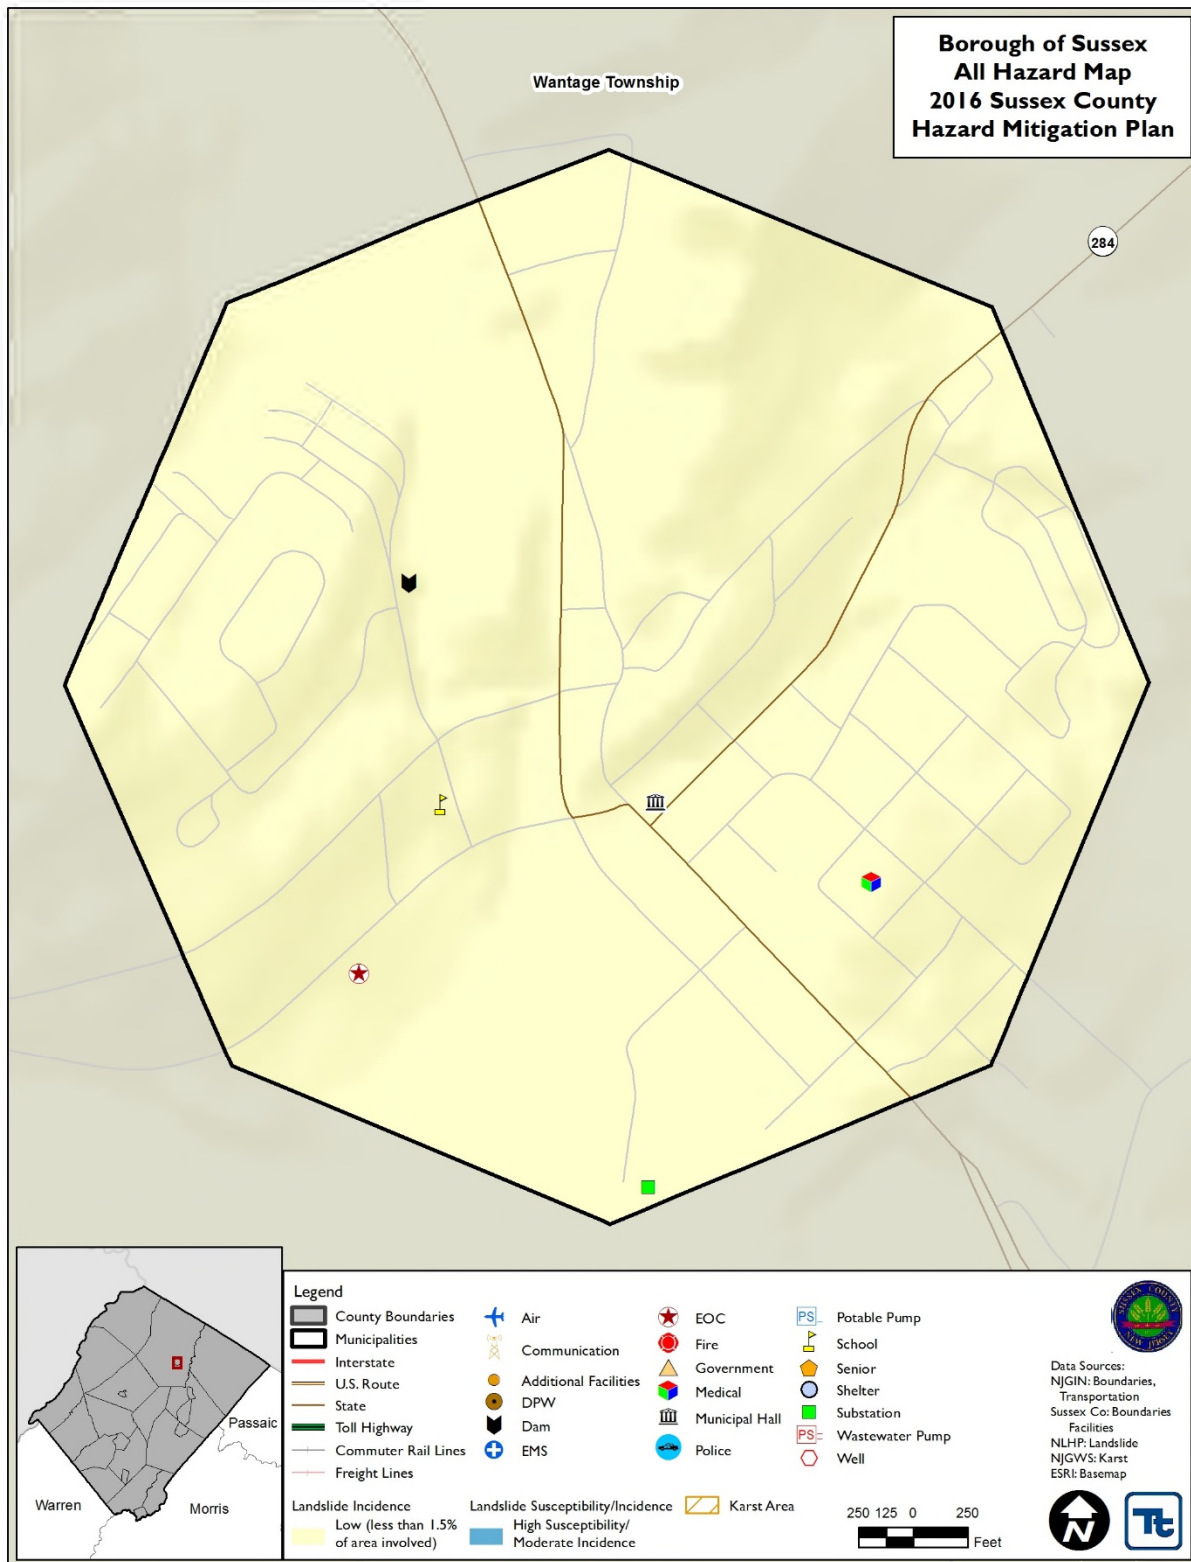 Borough of Sussex
All Hazard Map
2016 Sussex County
Hazard Mitigation Plan
Wantage Township
284
Passaic
Warren
Morris
Legend
County Boundaries
Municipalities
Interstate
U.S. Route
State
Toll Highway
Commuter Rail Lines
Freight Lines
Air
Communication
Additional Facilities
DPW
Dam
EMS
EOC
Fire
Government
Medical
Municipal Hall
Police
PS Potable Pump
School
Senior
Shelter
Substation
PS Wastewater Pump
Well
Landslide Incidence
Low (less than 1.5%
of area involved)
Landslide Susceptibility/Incidence
High Susceptibility/
Moderate Incidence
Karst Area
250 125 0 250
Feet
SUSSEX COUNTY
NEW JERSEY
Data Sources:
NJGIN: Boundaries,
Transportation
Sussex Co: Boundaries
Facilities
NLHP: Landslide
NJGWS: Karst
ESRI: Basemap
N
Tt